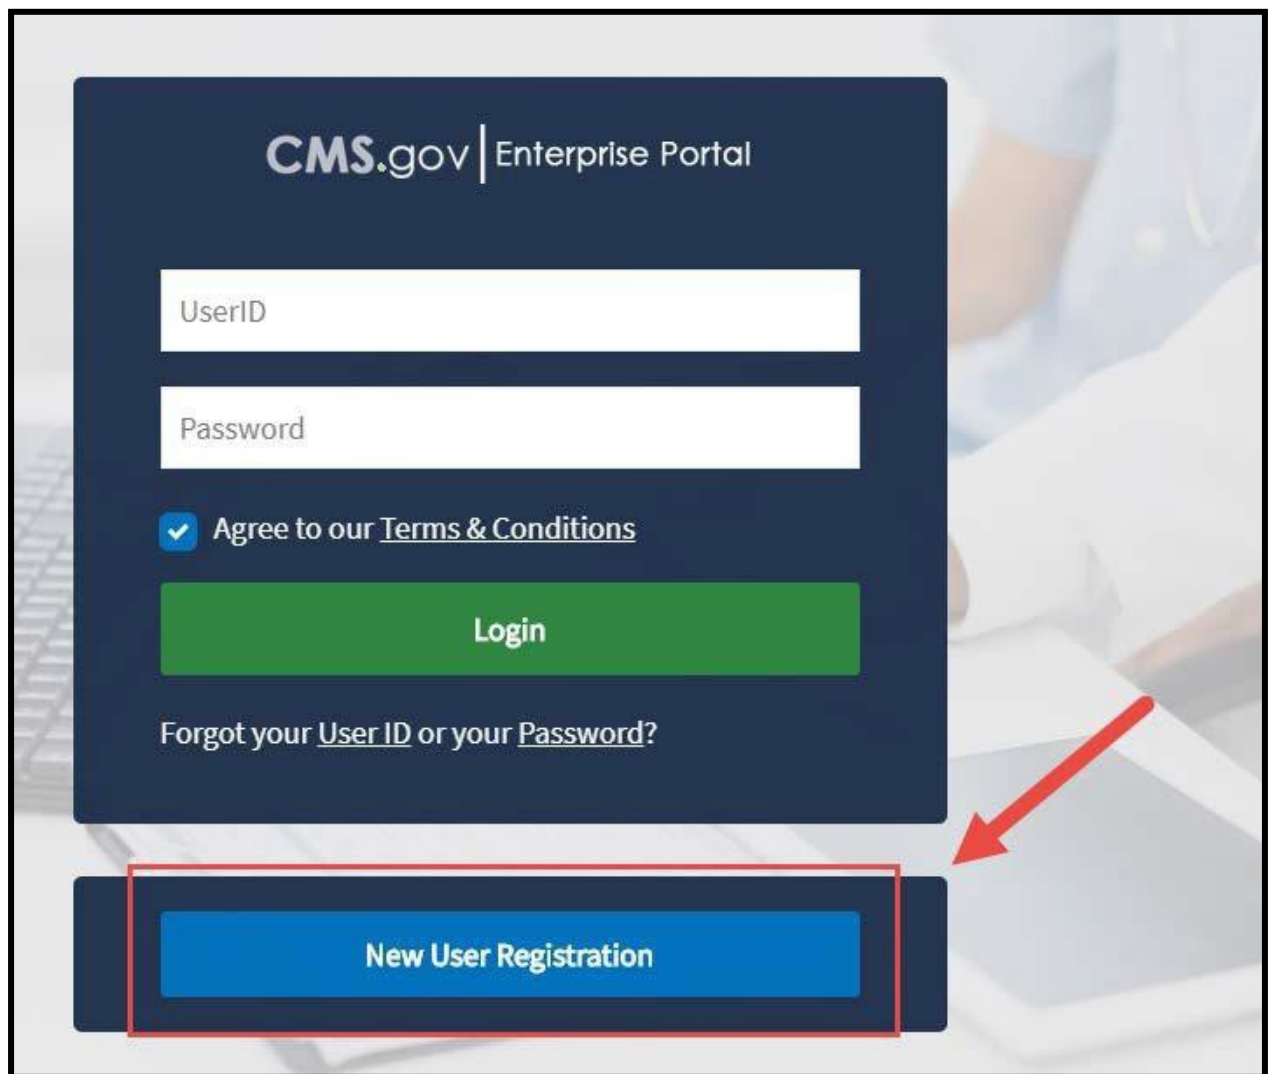 CMS.gov | Enterprise Portal
UserID
Password
Agree to our Terms & Conditions
Login
Forgot your User ID or your Password?
New User Registration